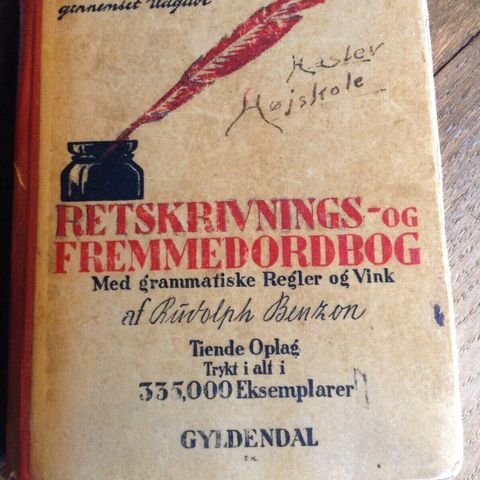 gennemset Udgave
Haslev
Højskole
RETSKRIVNINGS-OG
FREMMEDORDBOG
Med grammatiske Regler og Vink
af Rudolph Benzon
Tiende Oplag
Trykt i alt i
335,000 Eksemplarer
GYLDENDAL